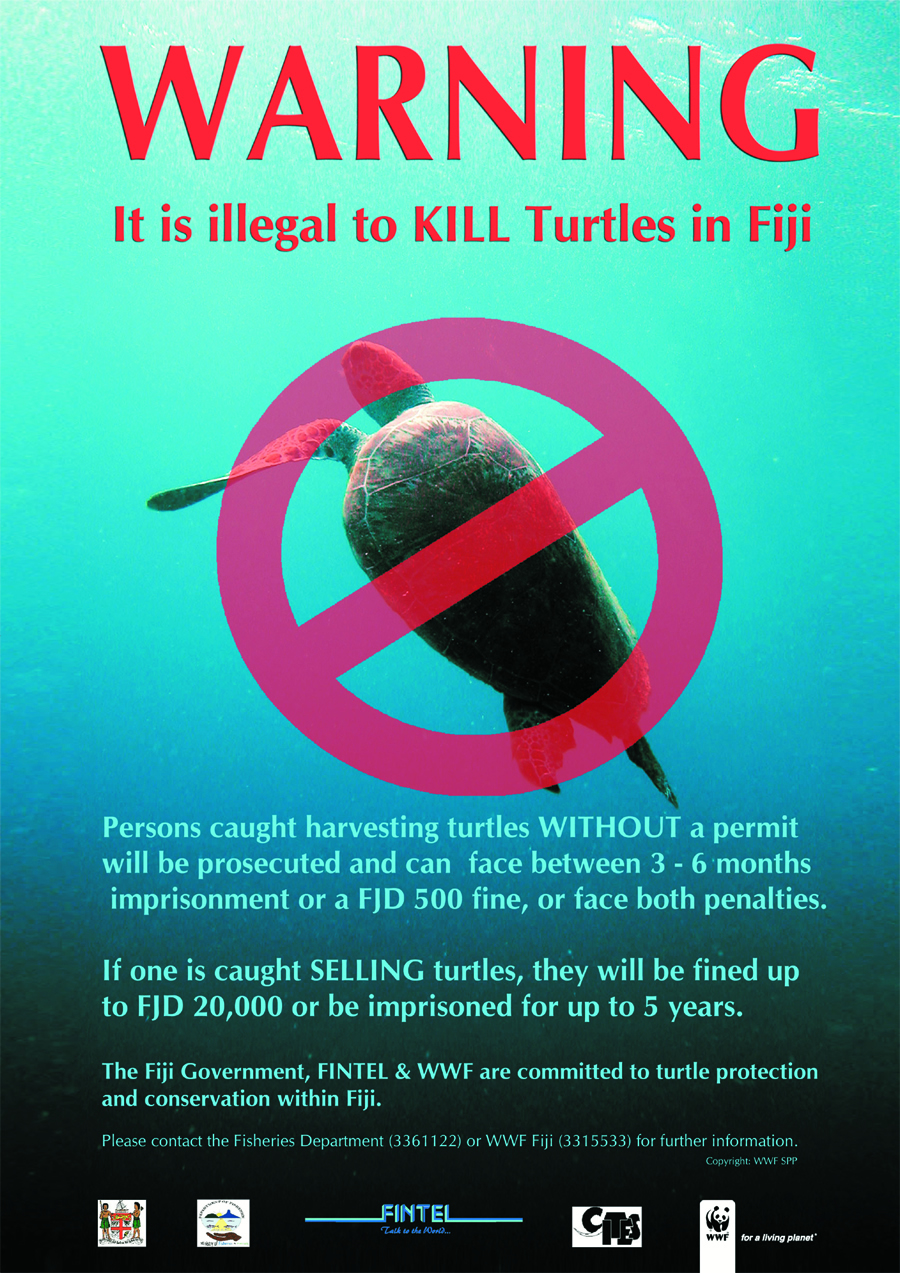 WARNING
It is illegal to KILL Turtles in Fiji
Persons caught harvesting turtles WITHOUT a permit
will be prosecuted and can face between 3 - 6 months
imprisonment or a FJD 500 fine, or face both penalties.
If one is caught SELLING turtles, they will be fined up
to FJD 20,000 or be imprisoned for up to 5 years.
The Fiji Government, FINTEL & WWF are committed to turtle protection
and conservation within Fiji.
Please contact the Fisheries Department (3361122) or WWF Fiji (3315533) for further information.
Copyright: WWF SPP
FINTEL
Talk to the World...
CITES
WWF
for a living planet®